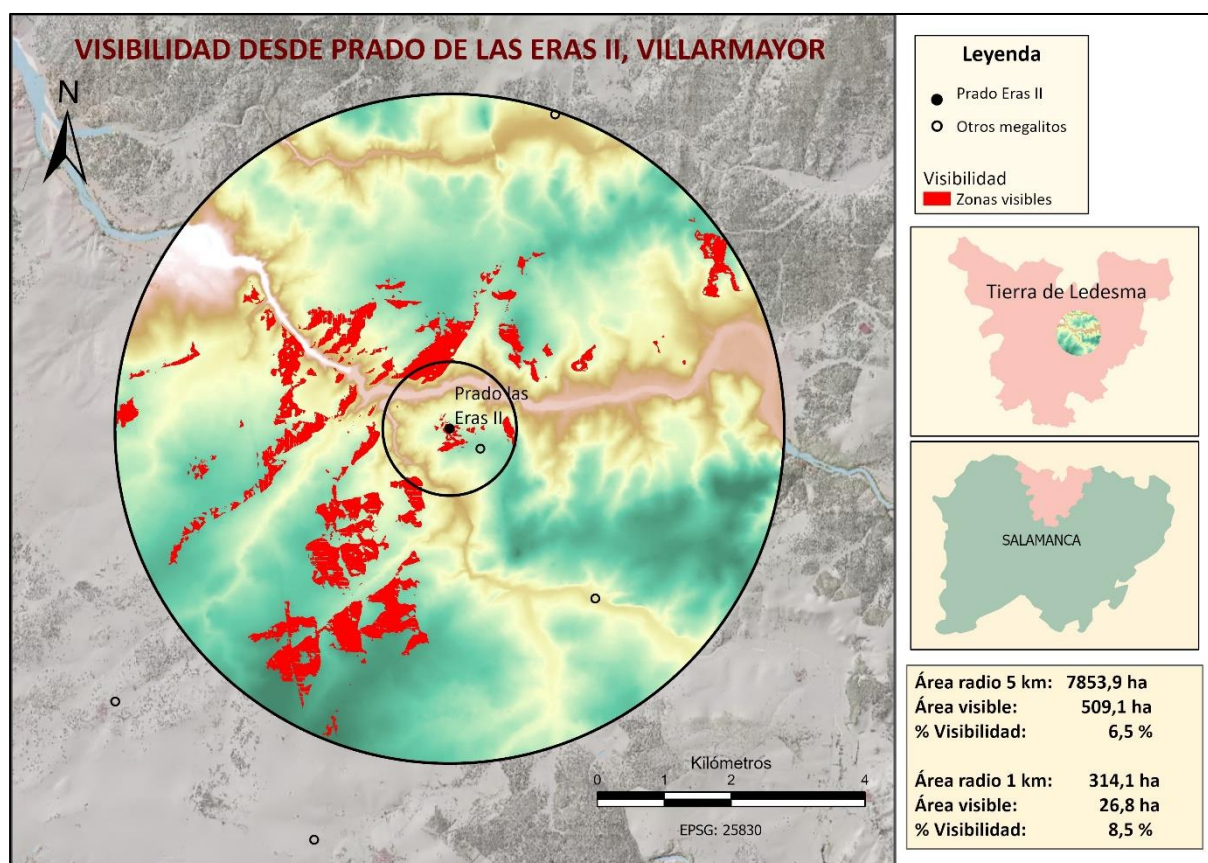 VISIBILIDAD DESDE PRADO DE LAS ERAS II, VILLARMAYOR
N
Prado las
Eras II
Kilómetros
0 1 2 4
EPSG: 25830
Leyenda
Prado Eras II
Otros megalitos
Visibilidad
Zonas visibles
Tierra de Ledesma
SALAMANCA
Área radio 5 km: 7853,9 ha
Área visible: 509,1 ha
% Visibilidad: 6,5 %
Área radio 1 km: 314,1 ha
Área visible: 26,8 ha
% Visibilidad: 8,5 %